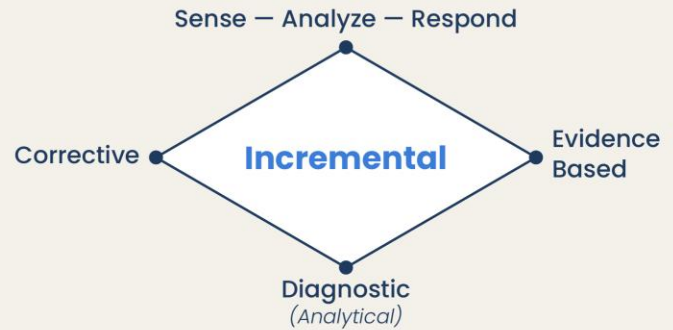 Sense — Analyze — Respond
Corrective
Incremental
Evidence
Based
Diagnostic
(Analytical)